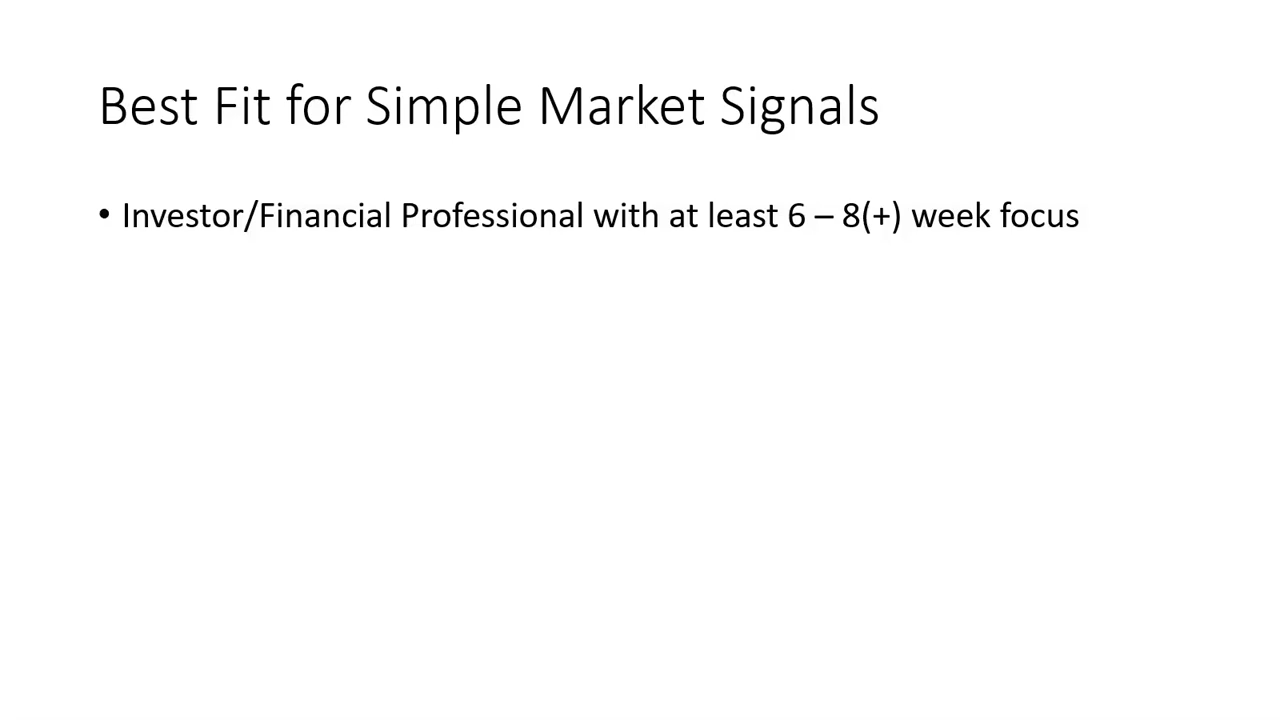 Best Fit for Simple Market Signals
• Investor/Financial Professional with at least 6 – 8(+) week focus